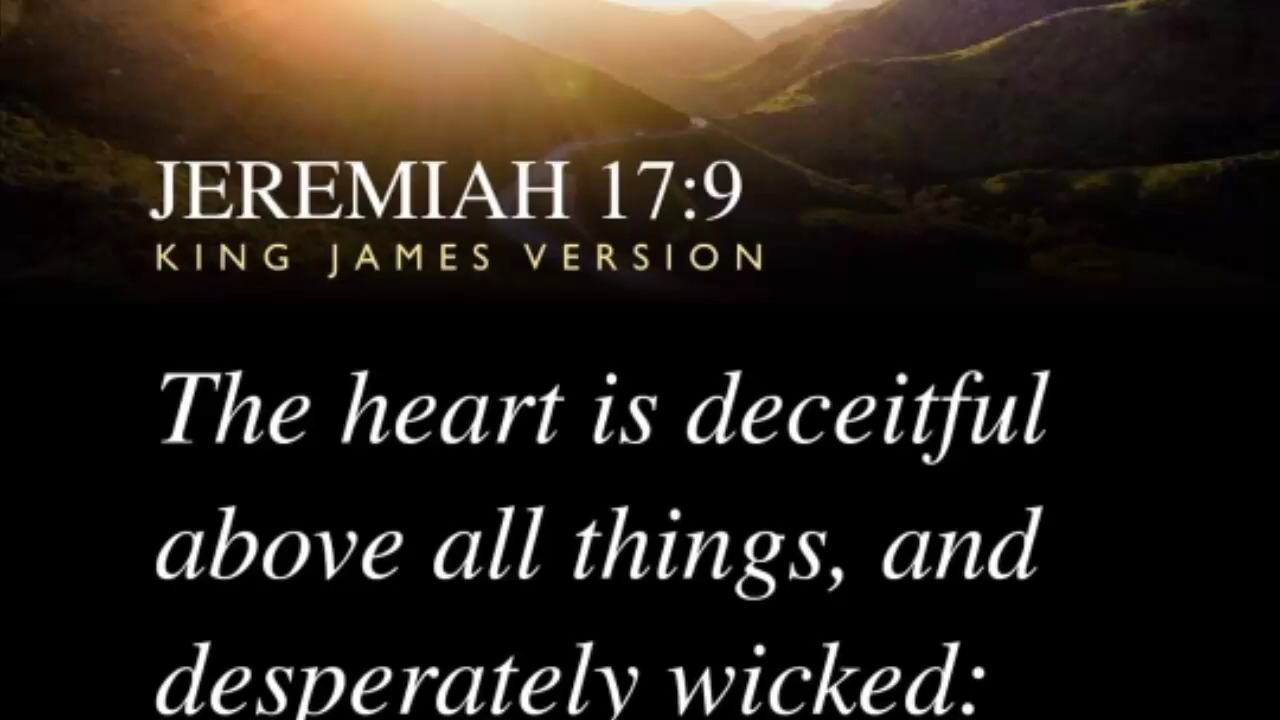 JEREMIAH 17:9
KING JAMES VERSION
The heart is deceitful
above all things, and
desperately wicked: